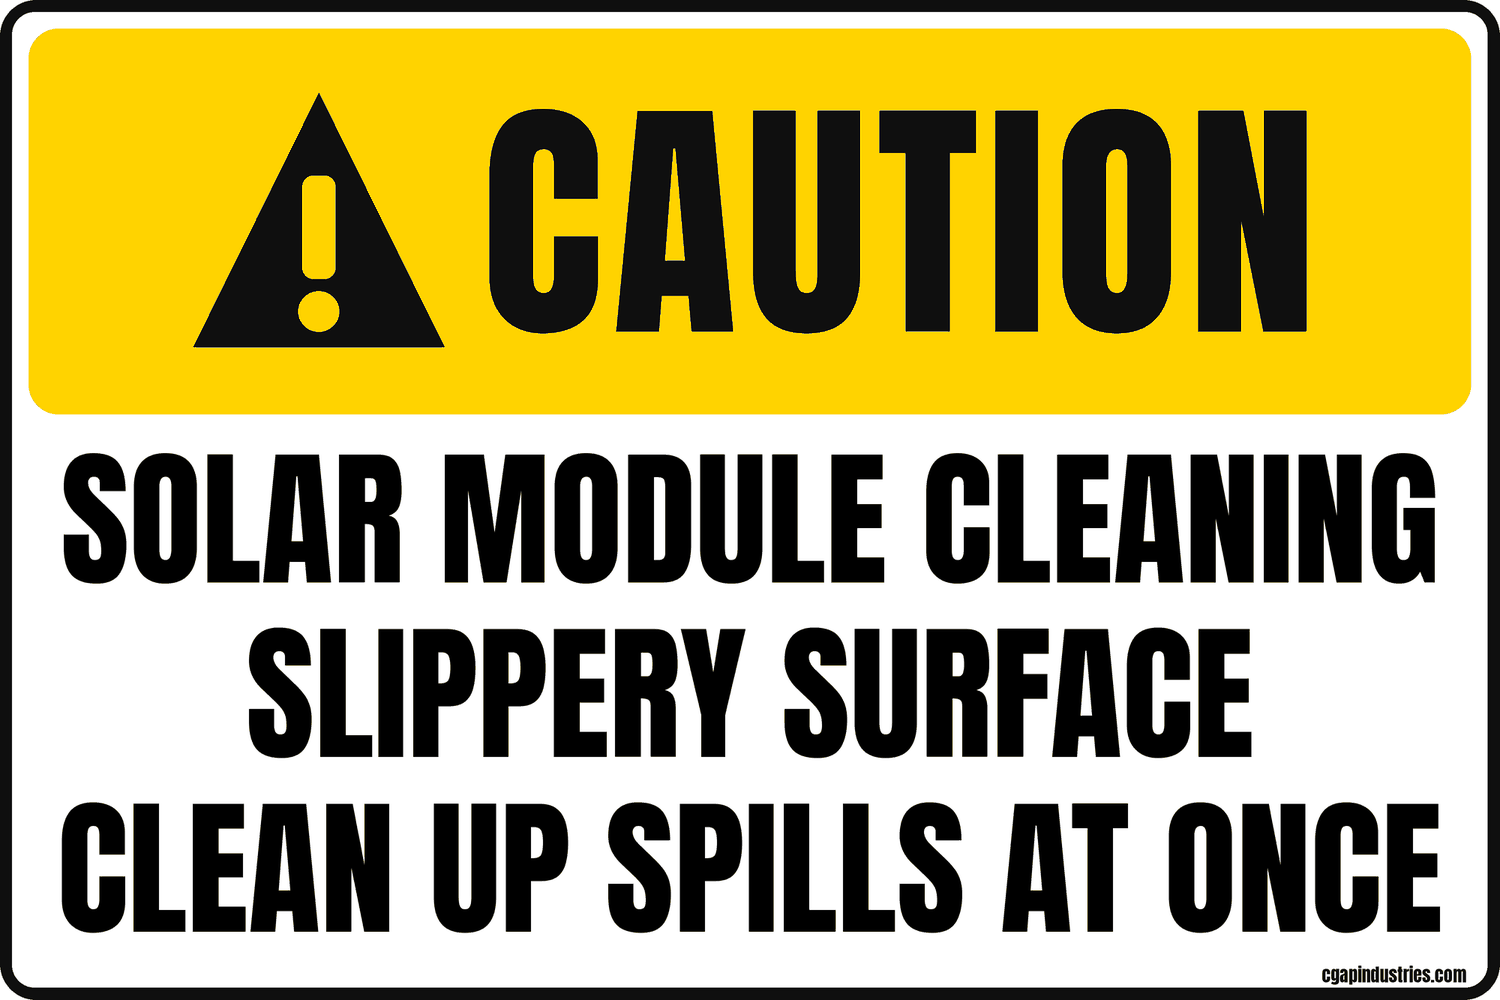 CAUTION
SOLAR MODULE CLEANING
SLIPPERY SURFACE
CLEAN UP SPILLS AT ONCE
cgapindustries.com